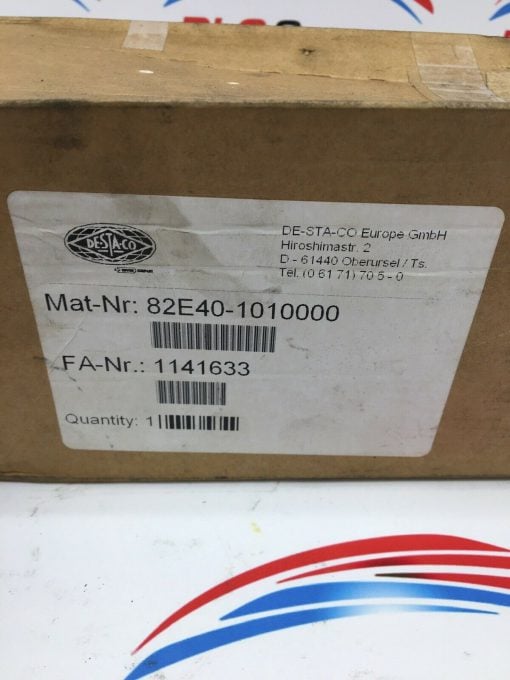 DE-STA-CO
DE-STA-CO Europe GmbH
Hiroshimastr. 2
D - 61440 Oberursel / Ts.
Tel. (0 61 71) 70 5 - 0
Mat-Nr: 82E40-1010000
FA-Nr.: 1141633
Quantity: 1